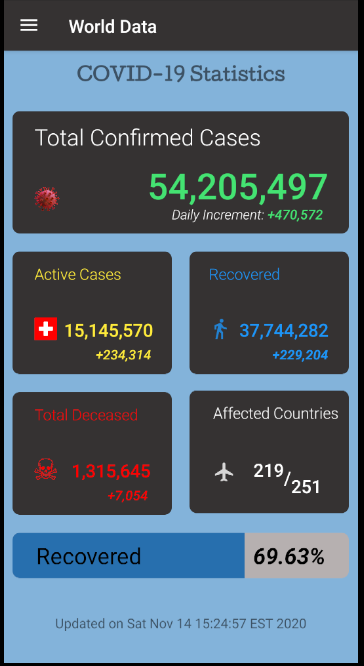 World Data
COVID-19 Statistics
Total Confirmed Cases
54,205,497
Daily Increment: +470,572
Active Cases
15,145,570
+234,314
Recovered
37,744,282
+229,204
Total Deceased
1,315,645
+7,054
Affected Countries
219/251
Recovered 69.63%
Updated on Sat Nov 14 15:24:57 EST 2020